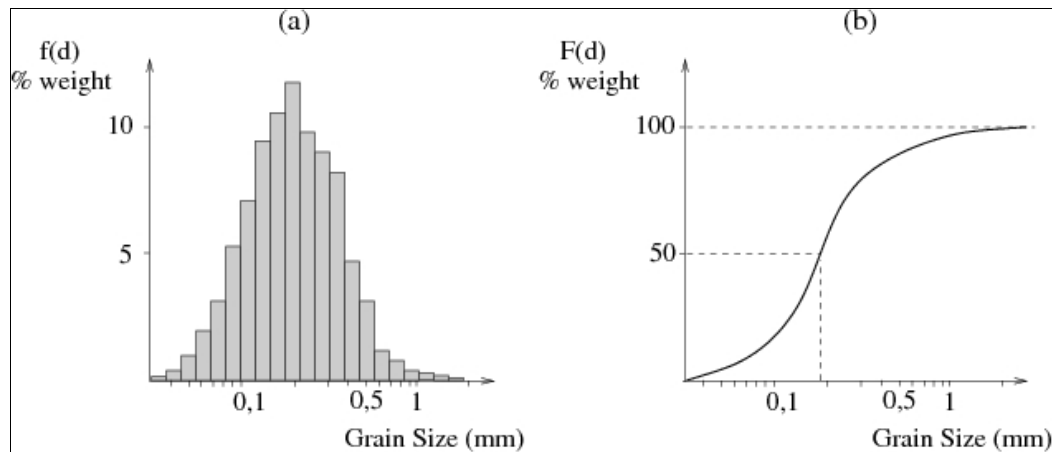 (a)
f(d)
% weight
10
5
0,1
0,5
1
Grain Size (mm)
(b)
F(d)
% weight
100
50
0,1
0,5
1
Grain Size (mm)